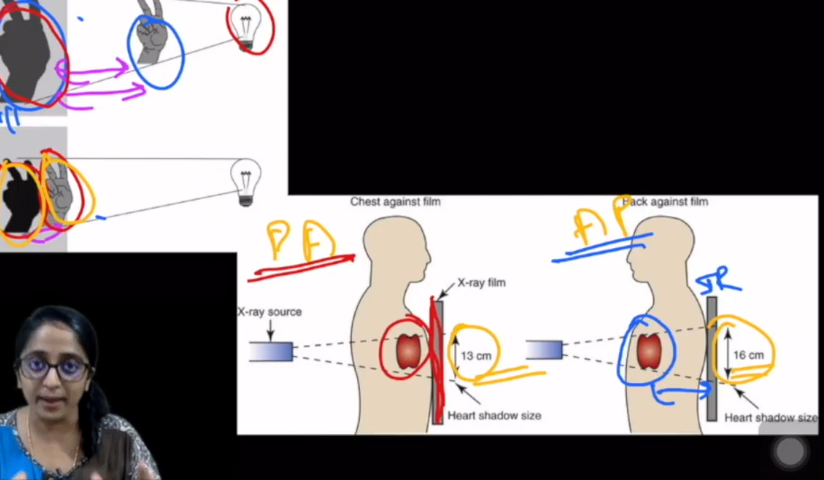 Chest against film
Back against film
PA
AP
X-ray film
IR
X-ray source
13 cm
16 cm
Heart shadow size
Heart shadow size